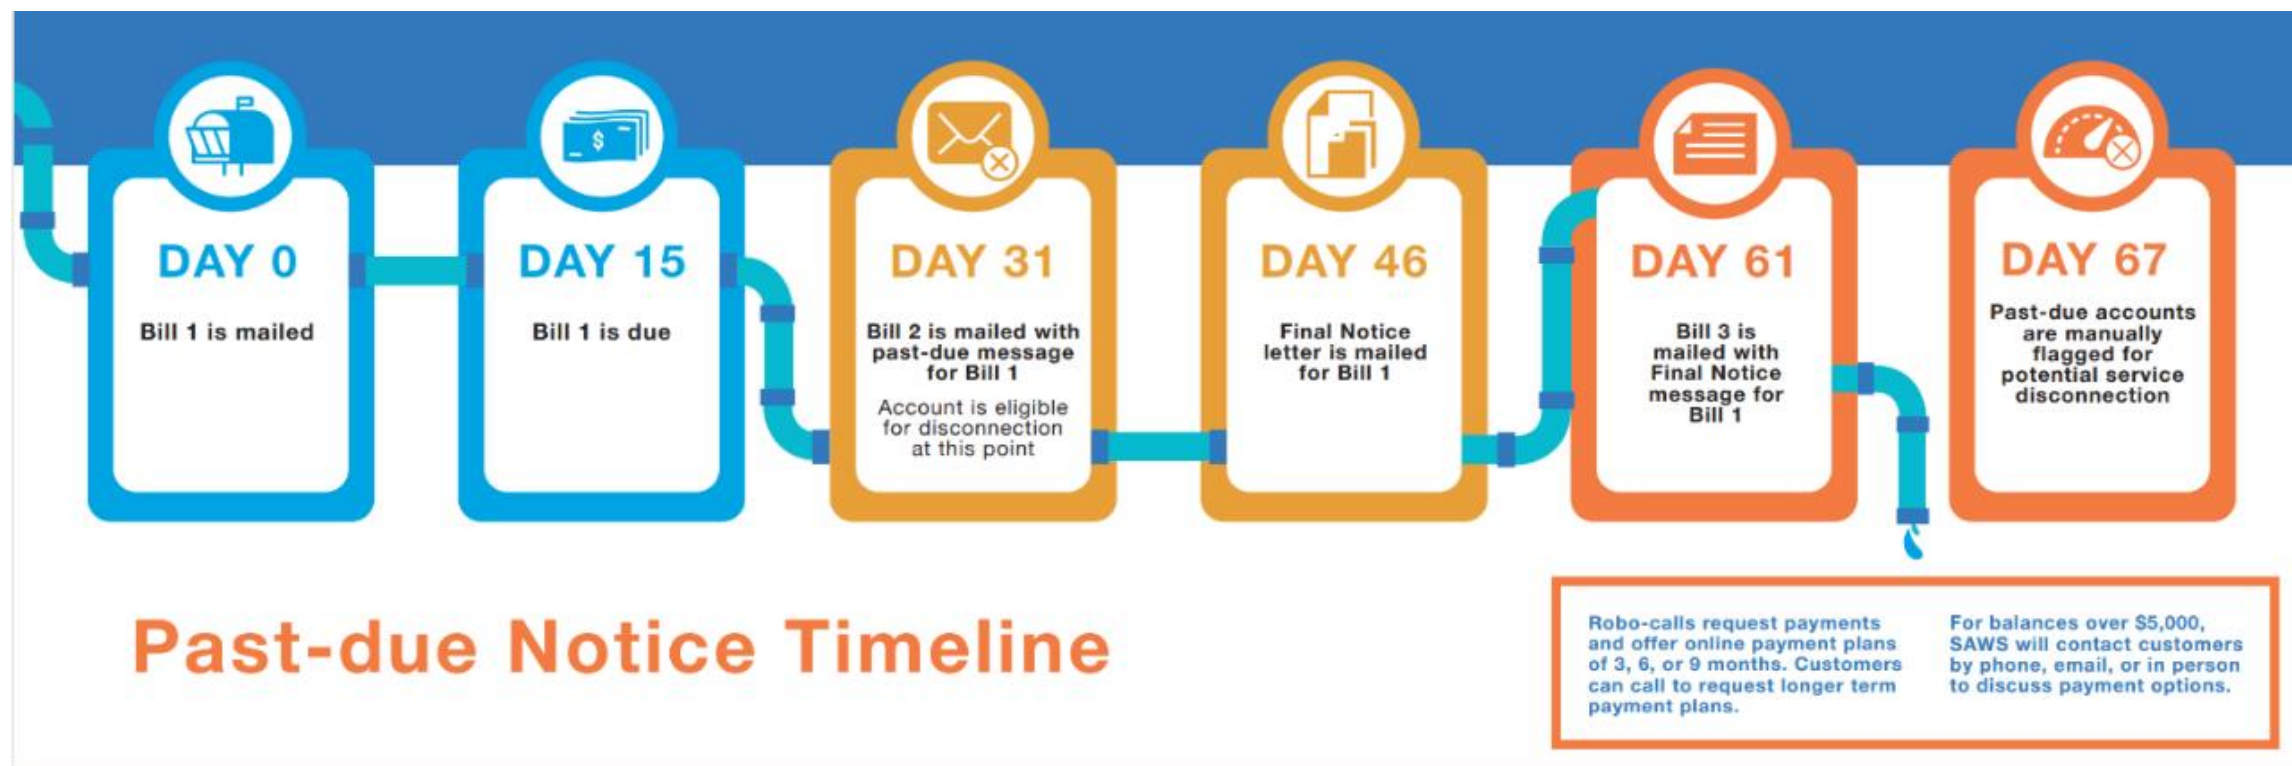 DAY 0
Bill 1 is mailed
DAY 15
Bill 1 is due
DAY 31
Bill 2 is mailed with
past-due message
for Bill 1
Account is eligible
for disconnection
at this point
DAY 46
Final Notice
letter is mailed
for Bill 1
DAY 61
Bill 3 is
mailed with
Final Notice
message for
Bill 1
DAY 67
Past-due accounts
are manually
flagged for
potential service
disconnection
Past-due Notice Timeline
Robo-calls request payments
and offer online payment plans
of 3, 6, or 9 months. Customers
can call to request longer term
payment plans.
For balances over $5,000,
SAWS will contact customers
by phone, email, or in person
to discuss payment options.